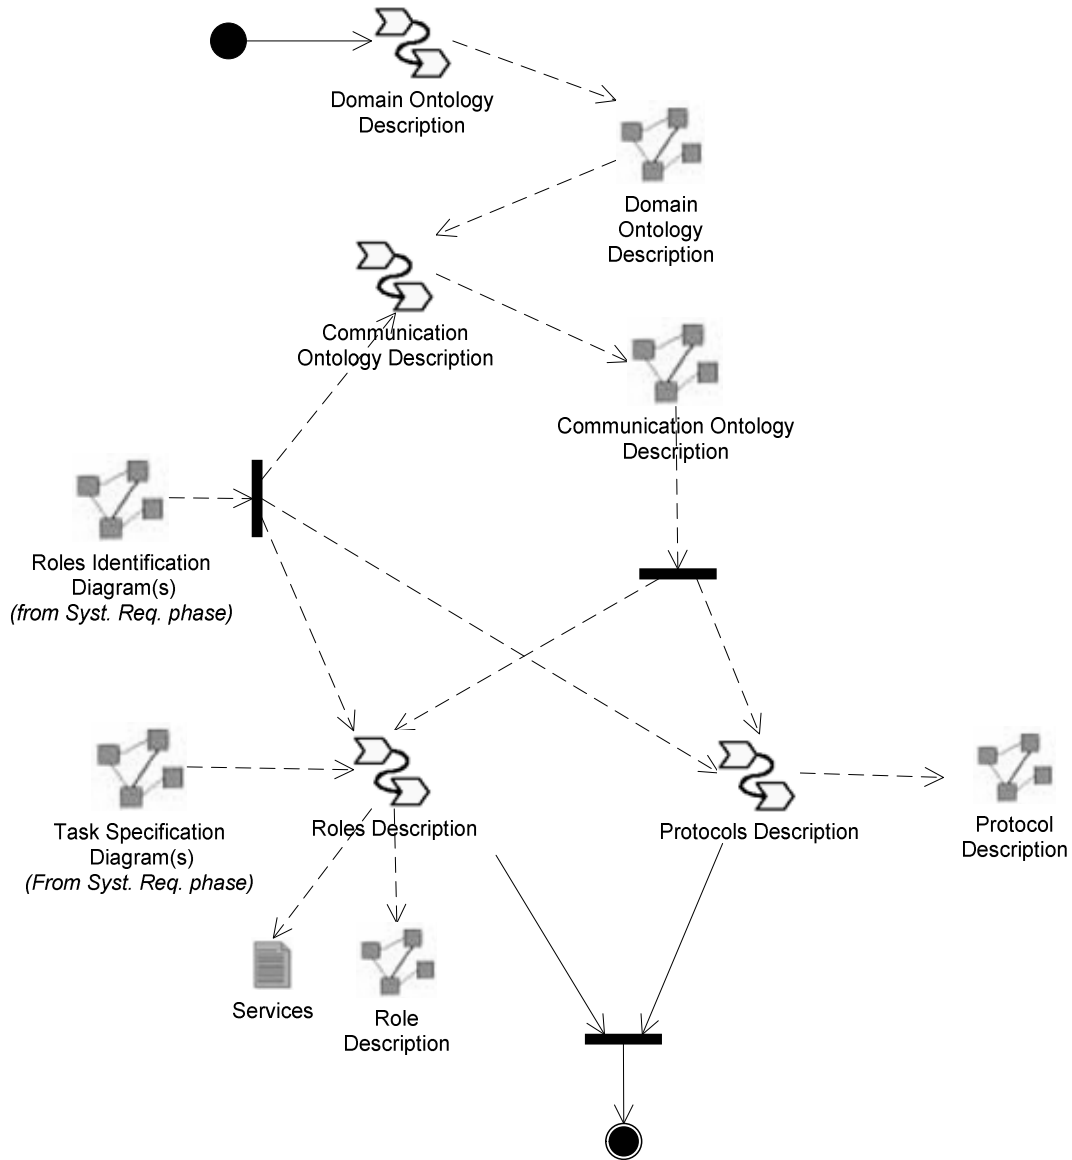 Domain Ontology
Description
Domain
Ontology
Description
Communication
Ontology Description
Communication Ontology
Description
Roles Identification
Diagram(s)
(from Syst. Req. phase)
Task Specification
Diagram(s)
(From Syst. Req. phase)
Roles Description
Protocols Description
Protocol
Description
Services
Role
Description